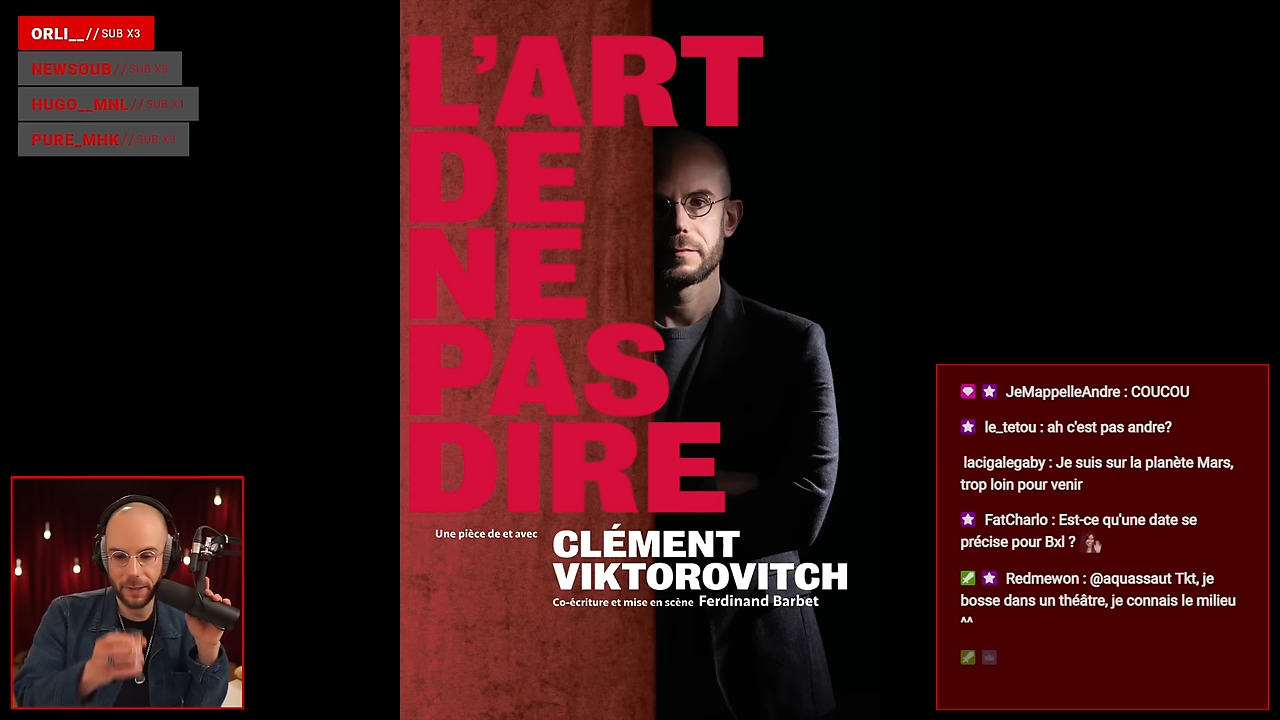 ORLI__//SUB X3
NEWSOUB//SUB X5
HUGO__MNL//SUB X1
PURE_MHK//SUB X3
L'ART
DE
NE
PAS
DIRE
Une pièce de et avec CLÉMENT
VIKTOROVITCH
Co-écriture et mise en scène Ferdinand Barbet
JeMappelleAndre : COUCOU
le_tetou : ah c'est pas andre?
lacigalegaby : Je suis sur la planète Mars,
trop loin pour venir
FatCharlo : Est-ce qu'une date se
précise pour Bxl ?
Redmewon : @aquassaut Tkt, je
bosse dans un théâtre, je connais le milieu
^^